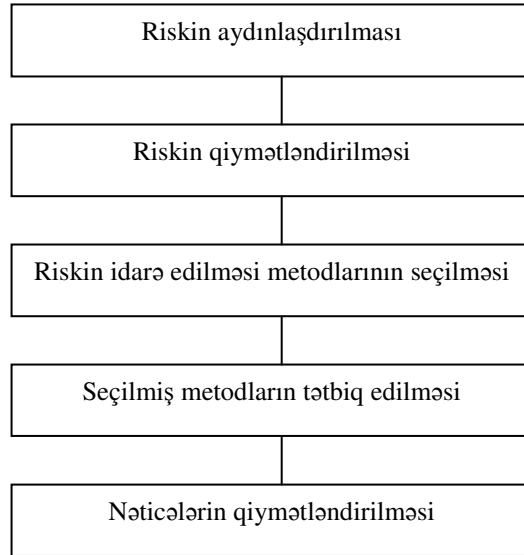 Riskin aydınlaşdırılması
Riskin qiymətləndirilməsi
Riskin idarə edilməsi metodlarının seçilməsi
Seçilmiş metodların tətbiq edilməsi
Nəticələrin qiymətləndirilməsi